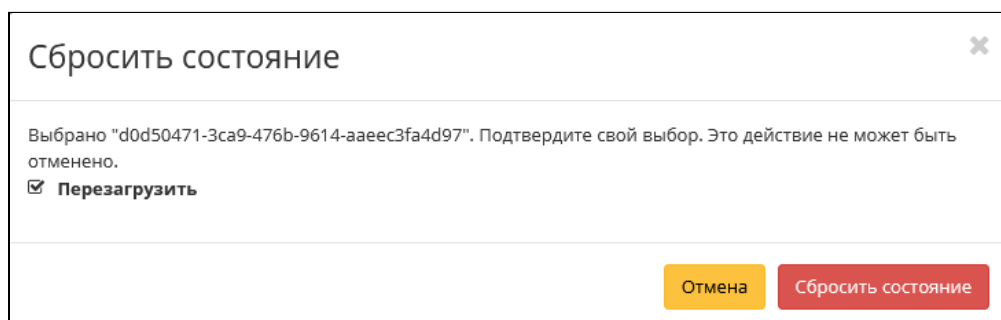 Сбросить состояние
Выбрано "d0d50471-3ca9-476b-9614-aaeec3fa4d97". Подтвердите свой выбор. Это действие не может быть
отменено.
Перезагрузить
Отмена
Сбросить состояние